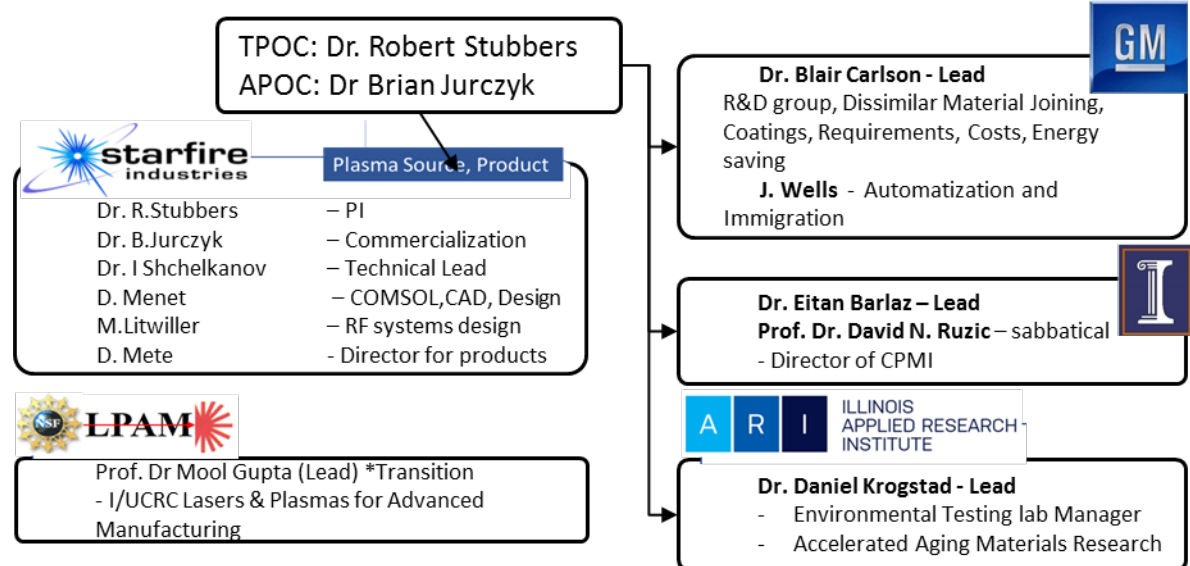 TPOC: Dr. Robert Stubbers
APOC: Dr Brian Jurczyk
starfire
industries
Plasma Source, Product
Dr. R.Stubbers – PI
Dr. B.Jurczyk – Commercialization
Dr. I Shchelkanov – Technical Lead
D. Menet – COMSOL,CAD, Design
M.Litwiller – RF systems design
D. Mete - Director for products
NSF LPAM
Prof. Dr Mool Gupta (Lead) *Transition
- I/UCRC Lasers & Plasmas for Advanced
Manufacturing
GM
Dr. Blair Carlson - Lead
R&D group, Dissimilar Material Joining,
Coatings, Requirements, Costs, Energy
saving
J. Wells - Automatization and
Immigration
I
Dr. Eitan Barlaz – Lead
Prof. Dr. David N. Ruzic – sabbatical
- Director of CPMI
A R I
ILLINOIS
APPLIED RESEARCH
INSTITUTE
Dr. Daniel Krogstad - Lead
- Environmental Testing lab Manager
- Accelerated Aging Materials Research